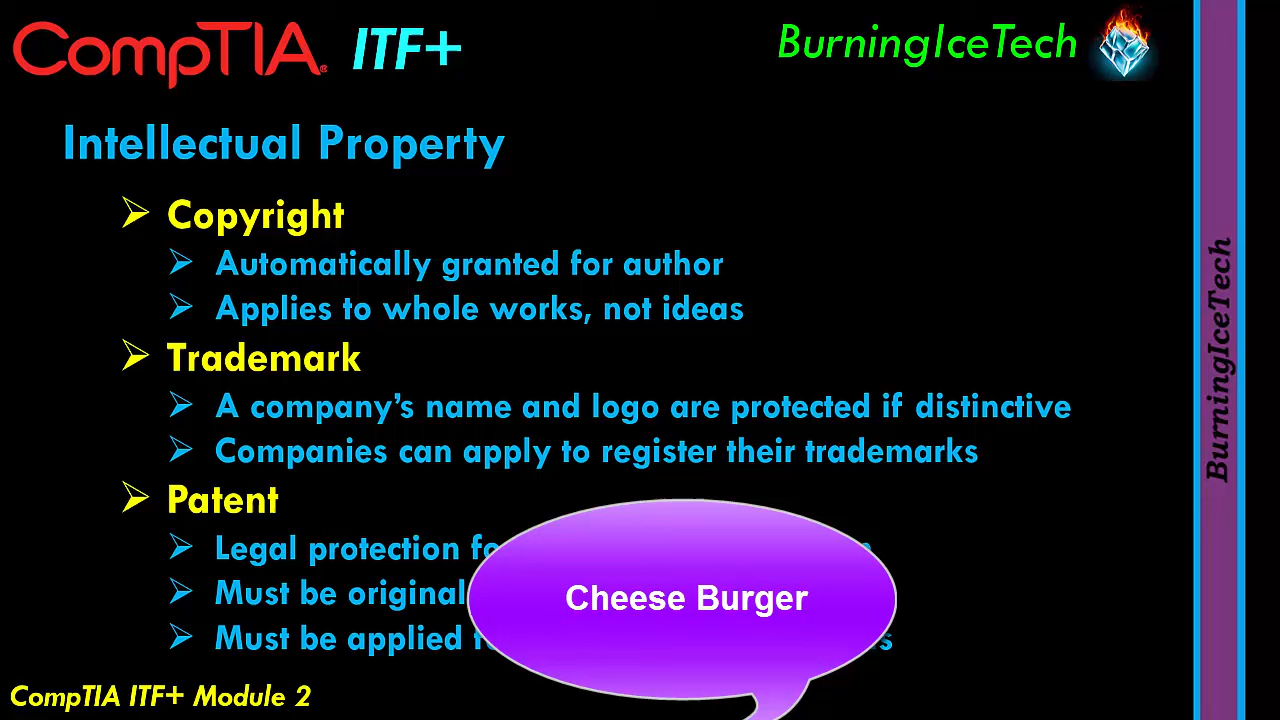 CompTIA® ITF+
BurningIceTech
Intellectual Property
Copyright
Automatically granted for author
Applies to whole works, not ideas
Trademark
A company's name and logo are protected if distinctive
Companies can apply to register their trademarks
Patent
Legal protection
Must be original
Must be applied
Cheese Burger
CompTIA ITF+ Module 2
BurningIceTech